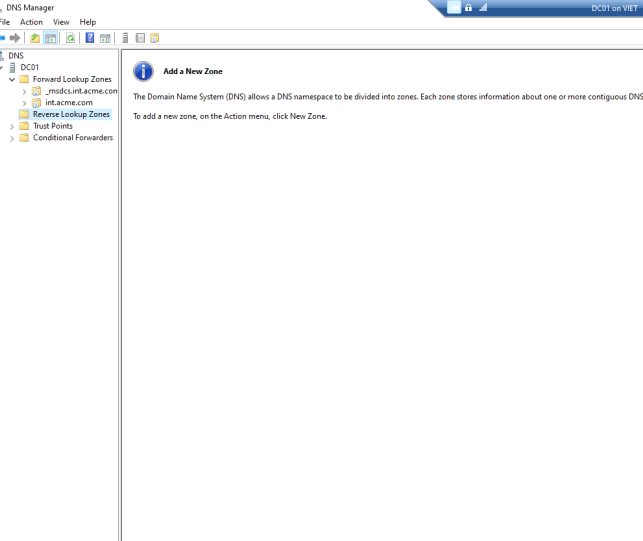 DNS Manager
DC01 on VIET
File Action View Help
DNS
DC01
Forward Lookup Zones
_msdcs.int.acme.com
int.acme.com
Reverse Lookup Zones
Trust Points
Conditional Forwarders
Add a New Zone
The Domain Name System (DNS) allows a DNS namespace to be divided into zones. Each zone stores information about one or more contiguous DNS
To add a new zone, on the Action menu, click New Zone.